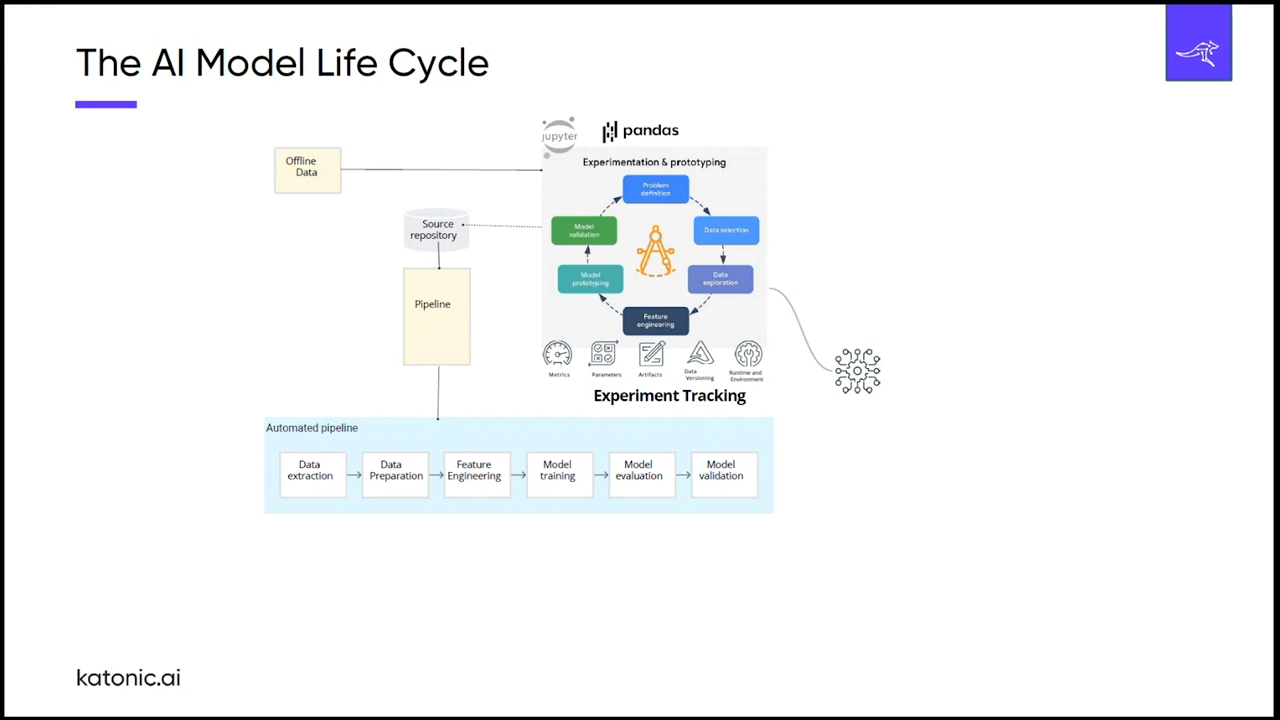 The AI Model Life Cycle
jupyter
pandas
Offline
Data
Experimentation & prototyping
Problem
definition
Model
validation
Data selection
Model
prototyping
Data
exploration
Feature
engineering
Source
repository
Pipeline
Metrics
Parameters
Artifacts
Data
Versioning
Runtime and
Environment
Experiment Tracking
Automated pipeline
Data
extraction
Data
Preparation
Feature
Engineering
Model
training
Model
evaluation
Model
validation
katonic.ai